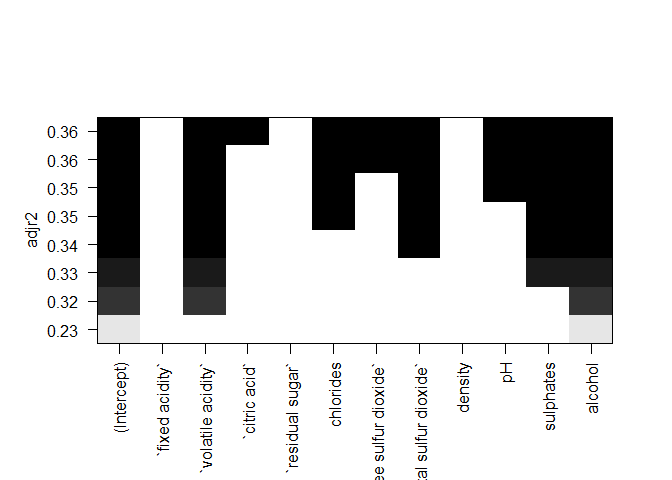 adjr2
0.36
0.36
0.35
0.35
0.34
0.33
0.32
0.23
(Intercept)
`fixed acidity`
`volatile acidity`
`citric acid`
`residual sugar`
chlorides
ee sulfur dioxide`
tal sulfur dioxide`
density
pH
sulphates
alcohol